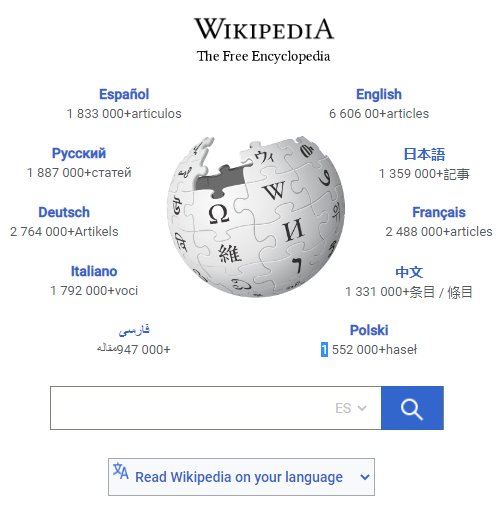 WIKIPEDIA
The Free Encyclopedia
Español
1 833 000+articulos
English
6 606 00+articles
Русский
1 887 000+статей
日本語
1 359 000+記事
Deutsch
2 764 000+Artikels
Français
2 488 000+articles
Italiano
1 792 000+voci
中文
1 331 000+条目 / 條目
فارسی
947 000+مقاله
Polski
1 552 000+haseł
Ω
W
И
維
ES
Read Wikipedia on your language